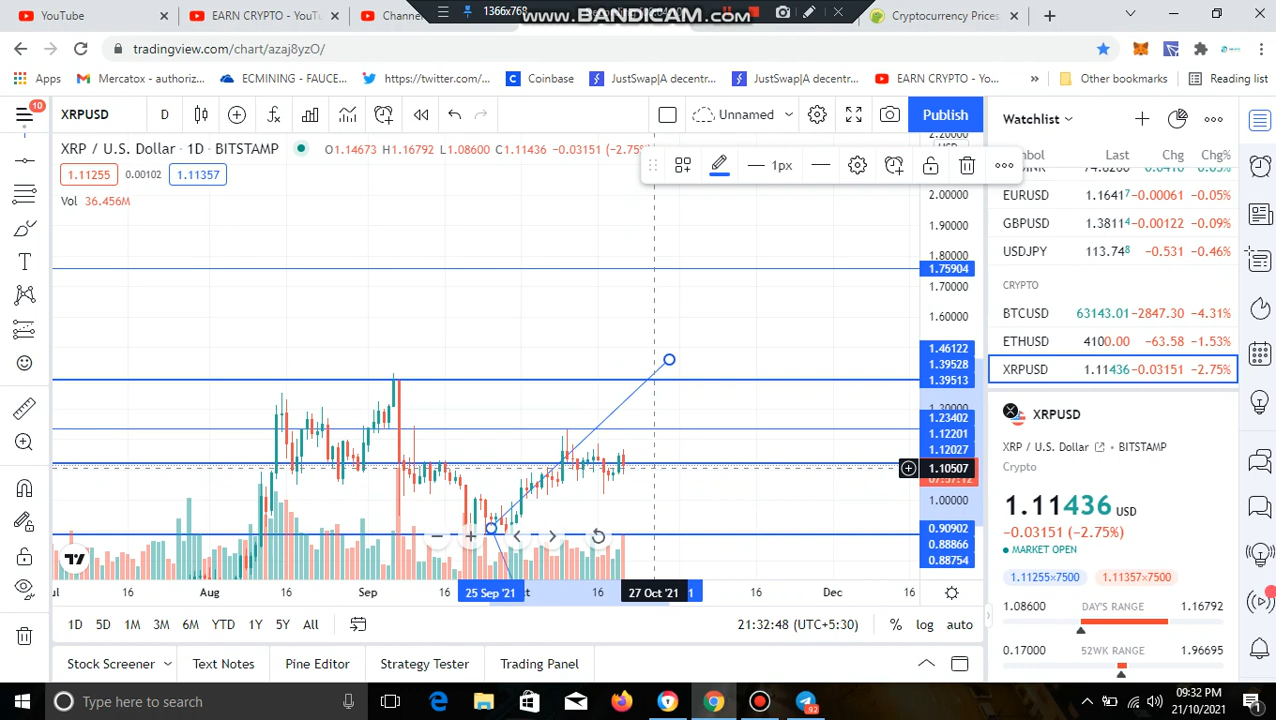 YouTube
EARN CRYPTO - You
Chann
1366x768
www.BANDICAM.com
Cryptocurrency Prices
tradingview.com/chart/azaj8yzO/
Apps
Mercatox - authoriz...
ECMINING - FAUCE...
https://twitter.com/...
Coinbase
JustSwap|A decentr...
JustSwap|A decentr...
EARN CRYPTO - Yo...
Other bookmarks
Reading list
10
XRPUSD
D
Unnamed
Publish
Watchlist
XRP / U.S. Dollar · 1D · BITSTAMP
O1.14673 H1.16792 L1.08600 C1.11436 −0.03151 (−2.75%)
1px
1.11255
0.00102
1.11357
Vol 36.456M
2.00000
1.90000
1.80000
1.75904
1.70000
1.60000
1.46122
1.39528
1.39513
1.30000
1.23402
1.12201
1.12027
1.10507
1.00000
0.90902
0.88866
0.88754
Last
Chg
Chg%
EURUSD
1.16417
−0.00061
−0.05%
GBPUSD
1.38114
−0.00122
−0.09%
USDJPY
113.748
−0.531
−0.46%
CRYPTO
BTCUSD
63143.01
−2847.30
−4.31%
ETHUSD
4100.00
−63.58
−1.53%
XRPUSD
1.11436
−0.03151
−2.75%
XRPUSD
XRP / U.S. Dollar
BITSTAMP
Crypto
1.11436 USD
−0.03151 (−2.75%)
MARKET OPEN
1.11255×7500
1.11357×7500
1.08600
DAY'S RANGE
1.16792
0.17000
52WK RANGE
1.96695
16
Aug
16
Sep
25 Sep '21
16
27 Oct '21
16
Dec
16
1D
5D
1M
3M
6M
YTD
1Y
5Y
All
21:32:48 (UTC+5:30)
%
log
auto
Stock Screener
Text Notes
Pine Editor
Strategy Tester
Trading Panel
Type here to search
92
09:32 PM
21/10/2021
1